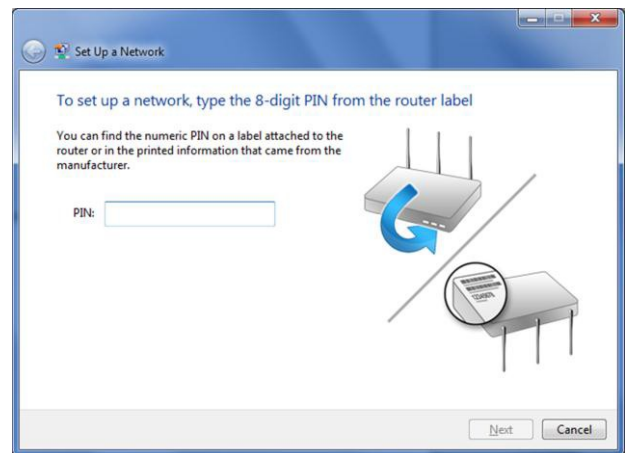 Set Up a Network
To set up a network, type the 8-digit PIN from the router label
You can find the numeric PIN on a label attached to the
router or in the printed information that came from the
manufacturer.
PIN:
Next
Cancel